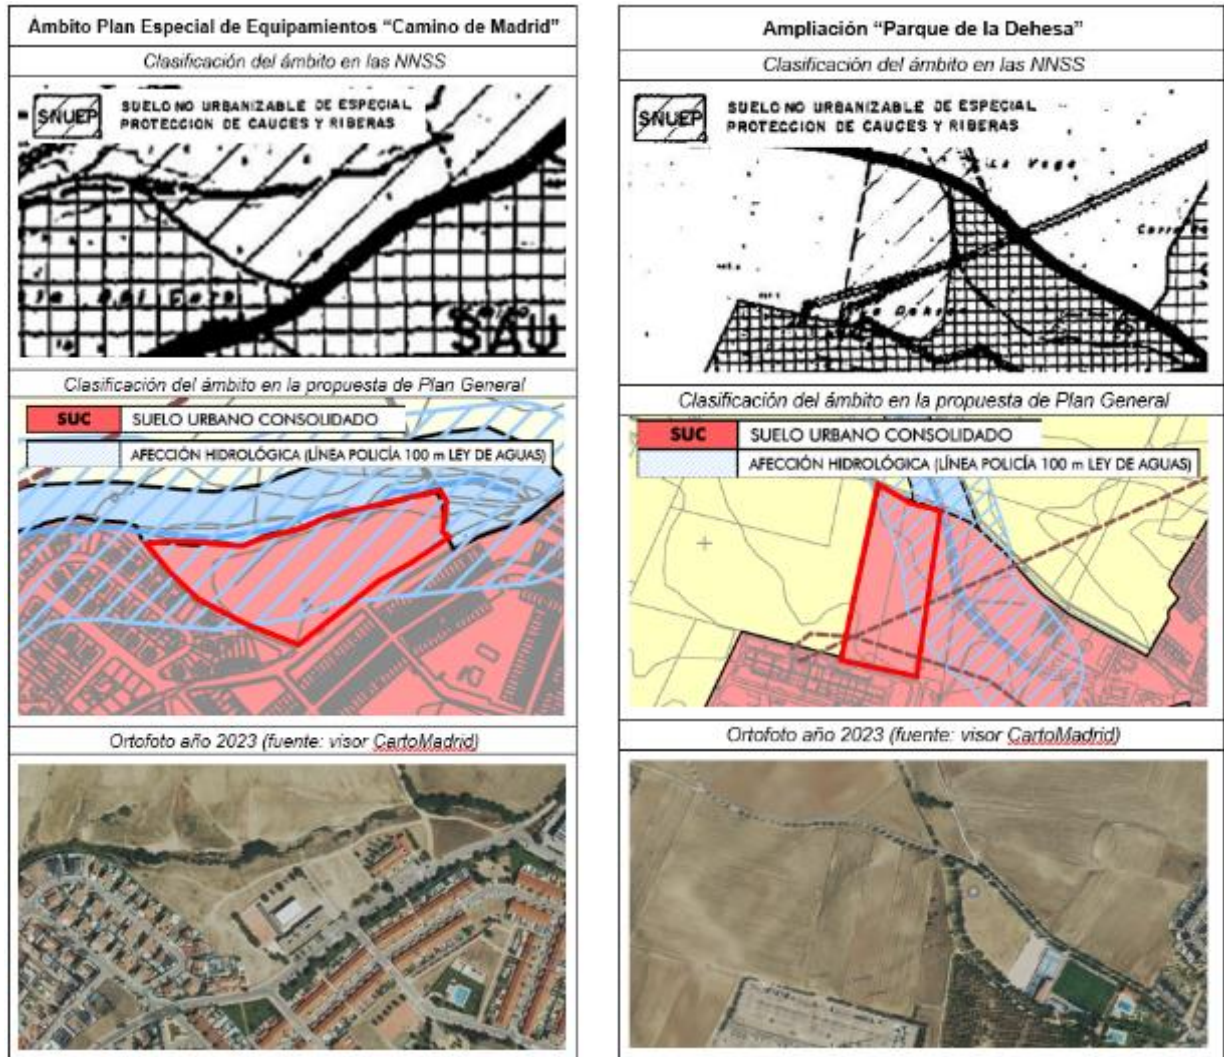 Ámbito Plan Especial de Equipamientos “Camino de Madrid”
Clasificación del ámbito en las NNSS
SNUEP
SUELO NO URBANIZABLE DE ESPECIAL
PROTECCION DE CAUCES Y RIBERAS
SAU
Clasificación del ámbito en la propuesta de Plan General
SUC
SUELO URBANO CONSOLIDADO
AFECCIÓN HIDROLÓGICA (LÍNEA POLICÍA 100 m LEY DE AGUAS)
Ortofoto año 2023 (fuente: visor CartoMadrid)
Ampliación “Parque de la Dehesa”
Clasificación del ámbito en las NNSS
SNUEP
SUELO NO URBANIZABLE DE ESPECIAL
PROTECCION DE CAUCES Y RIBERAS
La Vega
Clasificación del ámbito en la propuesta de Plan General
SUC
SUELO URBANO CONSOLIDADO
AFECCIÓN HIDROLÓGICA (LÍNEA POLICÍA 100 m LEY DE AGUAS)
Ortofoto año 2023 (fuente: visor CartoMadrid)